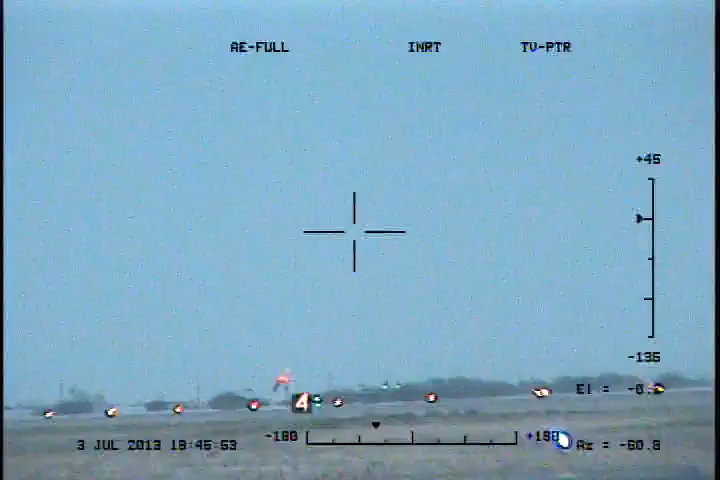 AE-FULL INRT TV-PTR
+45
-135
El =
4
-180 +180
3 JUL 2013 18:45:53
Az = -60.8